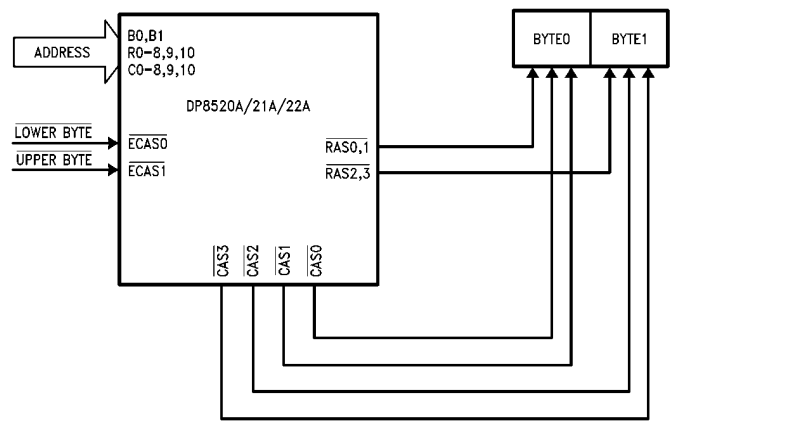 ADDRESS
B0,B1
R0-8,9,10
C0-8,9,10
DP8520A/21A/22A
BYTE0
BYTE1
LOWER BYTE
ECAS0
UPPER BYTE
ECAS1
RAS0,1
RAS2,3
CAS3
CAS2
CAS1
CAS0